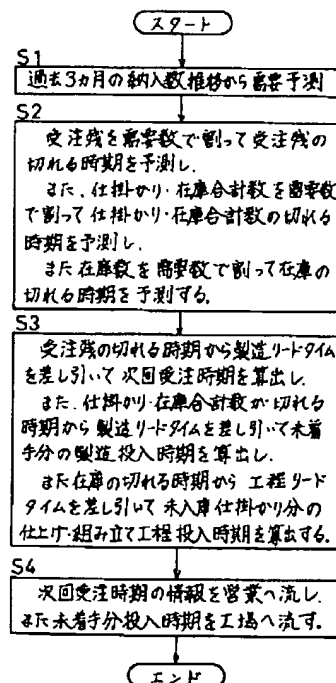 スタート
S1
過去3ヵ月の納入数推移から需要予測
S2
受注残を需要数で割って受注残の
切れる時期を予測し、
また、仕掛かり・在庫合計数を需要数
で割って仕掛かり・在庫合計数の切れる
時期を予測し、
また在庫数を需要数で割って在庫の
切れる時期を予測する。
S3
受注残の切れる時期から製造リードタイム
を差し引いて次回受注時期を算出し、
また、仕掛かり・在庫合計数が切れる
時期から製造リードタイムを差し引いて未着
手分の製造投入時期を算出し、
また在庫の切れる時期から工程リード
タイムを差し引いて未入庫仕掛かり分の
仕上げ・組み立て工程投入時期を算出する。
S4
次回受注時期の情報を営業へ流し、
また未着手分投入時期を工場へ流す。
エンド